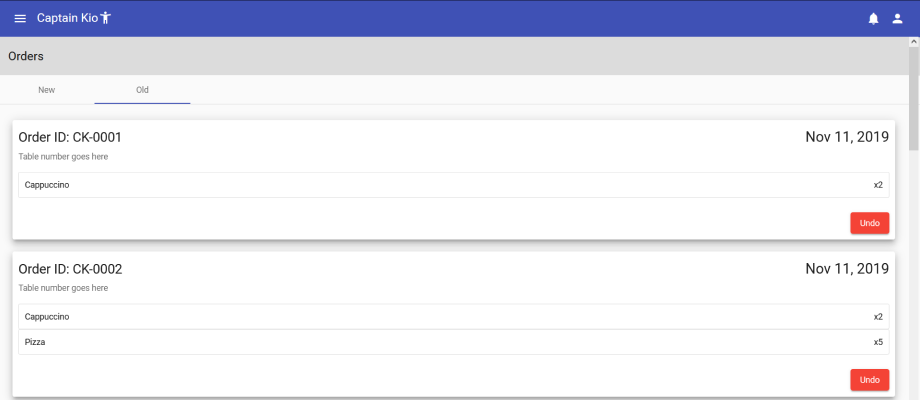 Captain Kio
Orders
New Old
Order ID: CK-0001 Nov 11, 2019
Table number goes here
Cappuccino x2
Undo
Order ID: CK-0002 Nov 11, 2019
Table number goes here
Cappuccino x2
Pizza x5
Undo